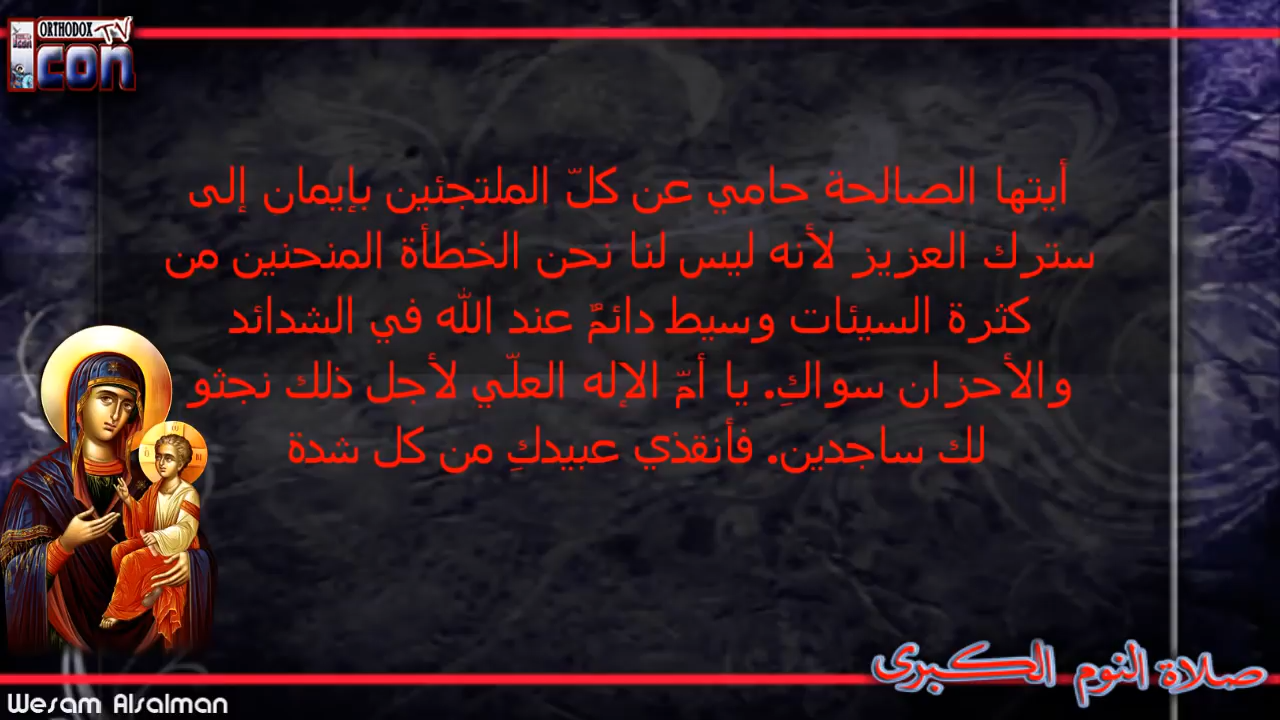 ORTHODOX TV
Icon
أيتها الصالحة حامي عن كلّ الملتجئين بإيمان إلى
سترك العزيز لأنه ليس لنا نحن الخطأة المنحنين من
كثرة السيئات وسيط دائمٌ عند الله في الشدائد
والأحزان سواكِ. يا أمّ الإله العلّي لأجل ذلك نجثو
لك ساجدين. فأنقذي عبيدكِ من كل شدة
صلاة النوم الكبرى
Wesam Alsalman